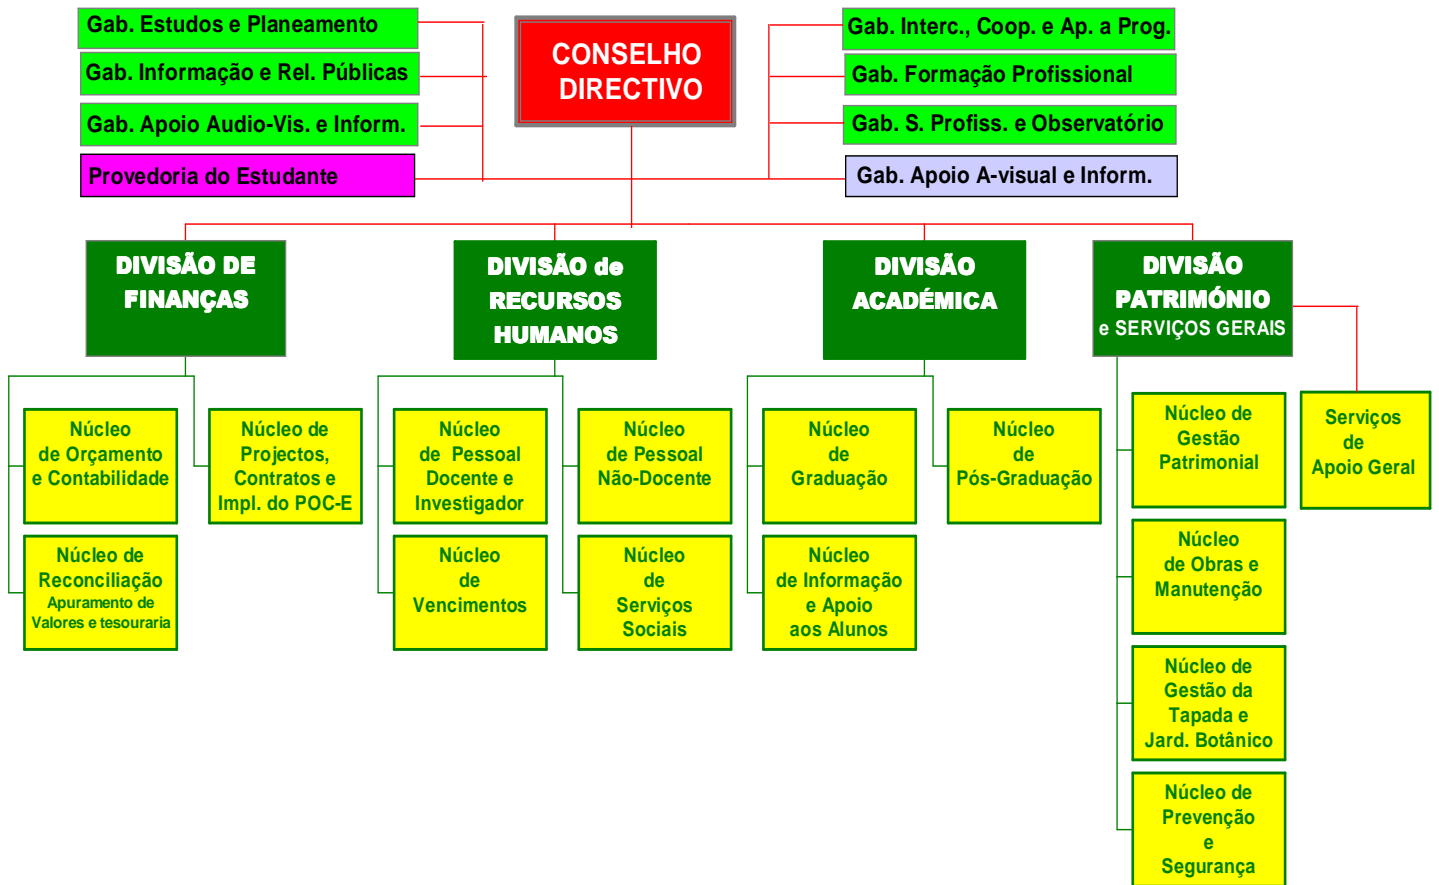 Gab. Estudos e Planeamento
Gab. Informação e Rel. Públicas
Gab. Apoio Audio-Vis. e Inform.
Provedoria do Estudante
CONSELHO
DIRECTIVO
Gab. Interc., Coop. e Ap. a Prog.
Gab. Formação Profissional
Gab. S. Profiss. e Observatório
Gab. Apoio A-visual e Inform.
DIVISÃO DE
FINANÇAS
DIVISÃO de
RECURSOS
HUMANOS
DIVISÃO
ACADÉMICA
DIVISÃO
PATRIMÓNIO
e SERVIÇOS GERAIS
Núcleo
de Orçamento
e Contabilidade
Núcleo de
Projectos,
Contratos e
Impl. do POC-E
Núcleo de
Reconciliação
Apuramento de
Valores e tesouraria
Núcleo
de Pessoal
Docente e
Investigador
Núcleo
de Pessoal
Não-Docente
Núcleo
de
Vencimentos
Núcleo
de
Serviços
Sociais
Núcleo
de
Graduação
Núcleo
de
Pós-Graduação
Núcleo
de Informação
e Apoio
aos Alunos
Núcleo de
Gestão
Patrimonial
Serviços
de
Apoio Geral
Núcleo
de Obras e
Manutenção
Núcleo de
Gestão da
Tapada e
Jard. Botânico
Núcleo de
Prevenção
e
Segurança